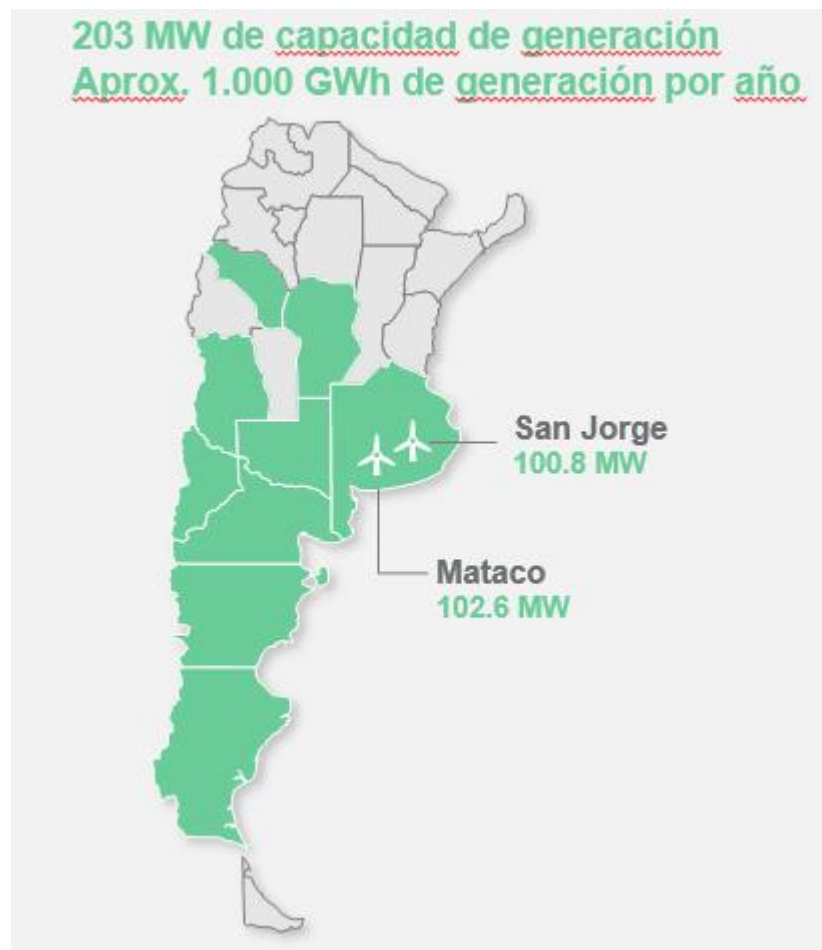 203 MW de capacidad de generación
Aprox. 1.000 GWh de generación por año
San Jorge
100.8 MW
Mataco
102.6 MW